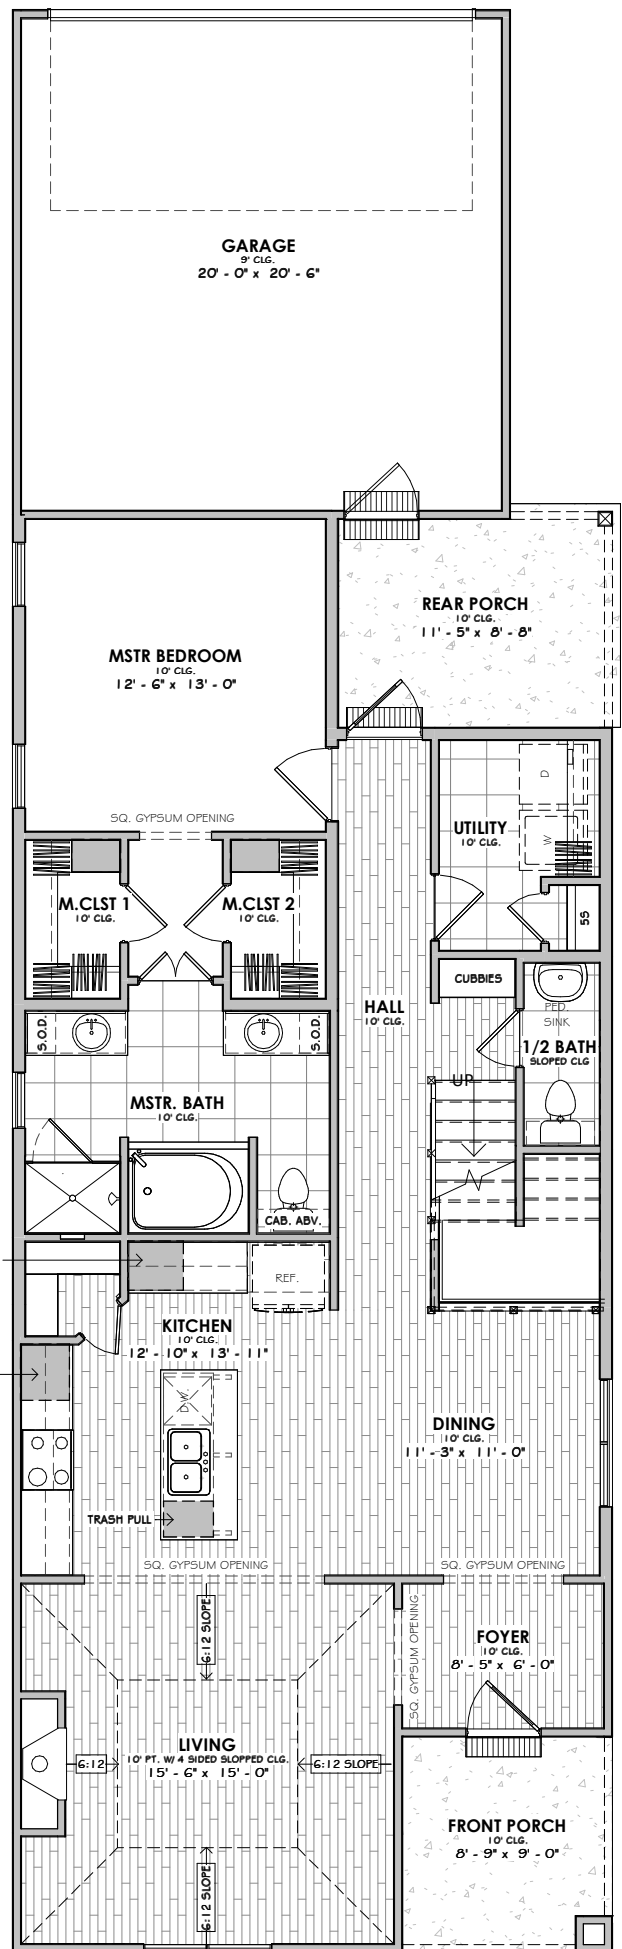 GARAGE
9' CLG.
20' - 0" x 20' - 6"
REAR PORCH
10' CLG.
11' - 5" x 8' - 8"
MSTR BEDROOM
10' CLG.
12' - 6" x 13' - 0"
SQ. GYPSUM OPENING
D
W
UTILITY
10' CLG.
M.CLST 1
10' CLG.
M.CLST 2
10' CLG.
5S
CUBBIES
HALL
10' CLG.
PED.
SINK
1/2 BATH
SLOPED CLG
S.O.D.
S.O.D.
UP
MSTR. BATH
10' CLG.
CAB. ABV.
REF.
KITCHEN
10' CLG.
12' - 10" x 13' - 11"
D.W.
DINING
10' CLG.
11' - 3" x 11' - 0"
TRASH PULL
SQ. GYPSUM OPENING
SQ. GYPSUM OPENING
SQ. GYPSUM OPENING
6:12 SLOPE
FOYER
10' CLG.
8' - 5" x 6' - 0"
LIVING
10' PT. W/ 4 SIDED SLOPPED CLG.
15' - 6" x 15' - 0"
6:12
6:12 SLOPE
6:12 SLOPE
FRONT PORCH
10' CLG.
8' - 9" x 9' - 0"